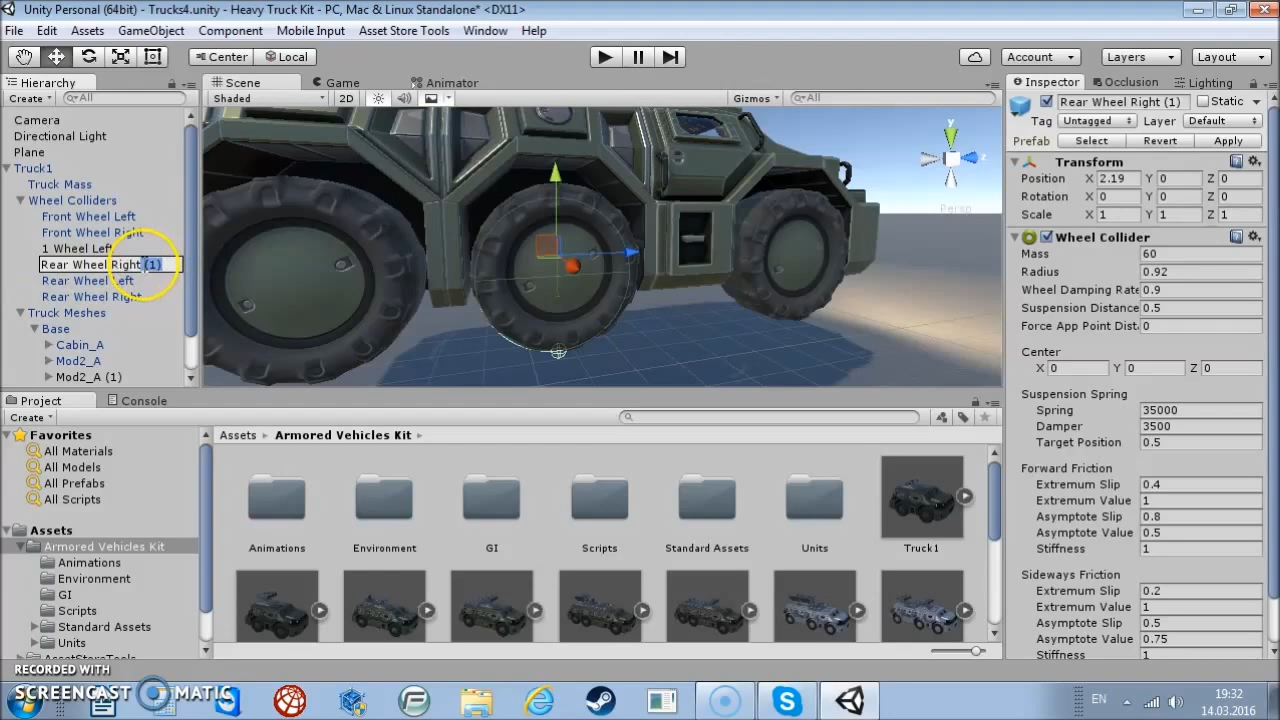 Unity Personal (64bit) - Trucks4.unity - Heavy Truck Kit - PC, Mac & Linux Standalone* <DX11>
File Edit Assets GameObject Component Mobile Input Asset Store Tools Window Help
Center Local Account Layers Layout
Hierarchy
Create All
Camera
Directional Light
Plane
Truck1
Truck Mass
Wheel Colliders
Front Wheel Left
Front Wheel Right
1 Wheel Left
Rear Wheel Right (1)
Rear Wheel Left
Rear Wheel Right
Truck Meshes
Base
Cabin_A
Mod2_A
Mod2_A (1)
Scene Game Animator
Shaded 2D Gizmos All
y
z
Persp
Inspector Occlusion Lighting
Rear Wheel Right (1) Static
Tag Untagged Layer Default
Prefab Select Revert Apply
Transform
Position X 2.19 Y 0 Z 0
Rotation X 0 Y 0 Z 0
Scale X 1 Y 1 Z 1
Wheel Collider
Mass 60
Radius 0.92
Wheel Damping Rate 0.9
Suspension Distance 0.5
Force App Point Dist 0
Center
X 0 Y 0 Z 0
Suspension Spring
Spring 35000
Damper 3500
Target Position 0.5
Forward Friction
Extremum Slip 0.4
Extremum Value 1
Asymptote Slip 0.8
Asymptote Value 0.5
Stiffness 1
Sideways Friction
Extremum Slip 0.2
Extremum Value 1
Asymptote Slip 0.5
Asymptote Value 0.75
Stiffness 1
Project Console
Create
Favorites
All Materials
All Models
All Prefabs
All Scripts
Assets
Armored Vehicles Kit
Animations
Environment
GI
Scripts
Standard Assets
Units
AssetStoreTools
Assets Armored Vehicles Kit
Animations Environment GI Scripts Standard Assets Units Truck1
RECORDED WITH
SCREENCAST MATIC
EN
19:32
14.03.2016